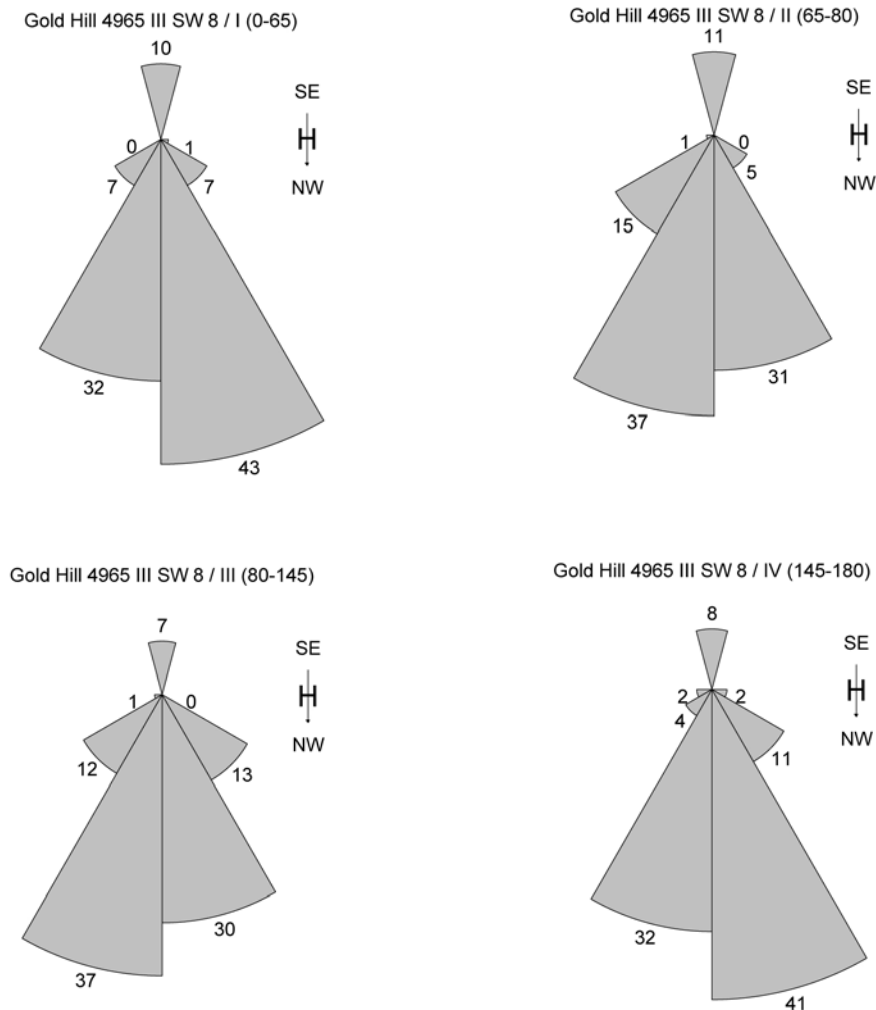 Gold Hill 4965 III SW 8 / I (0-65)
10
0
1
7
7
32
43
SE
H
NW
Gold Hill 4965 III SW 8 / II (65-80)
11
1
0
5
15
31
37
SE
H
NW
Gold Hill 4965 III SW 8 / III (80-145)
7
1
0
12
13
30
37
SE
H
NW
Gold Hill 4965 III SW 8 / IV (145-180)
8
2
2
4
11
32
41
SE
H
NW